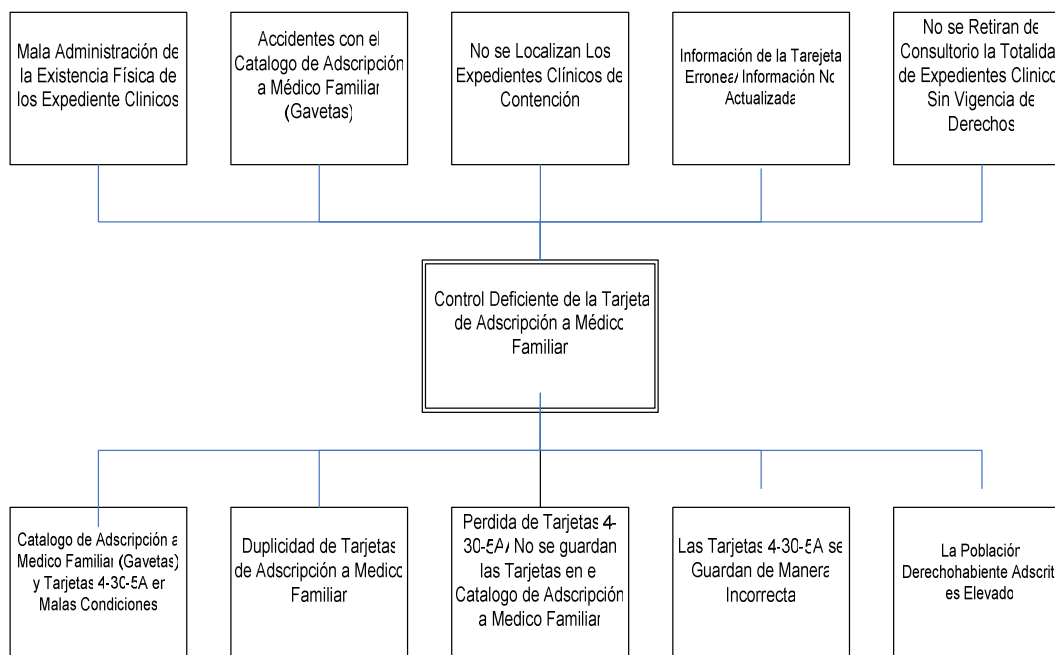 Mala Administración de
la Existencia Física de
los Expediente Clinicos
Accidentes con el
Catalogo de Adscripción
a Médico Familiar
(Gavetas)
No se Localizan Los
Expedientes Clínicos de
Contención
Información de la Tarejeta
Erronea/ Información No
Actualizada
No se Retiran de
Consultorio la Totalida
de Expedientes Clinico
Sin Vigencia de
Derechos
Control Deficiente de la Tarjeta
de Adscripción a Médico
Familiar
Catalogo de Adscripción a
Medico Familiar (Gavetas)
y Tarjetas 4-30-5A en
Malas Condiciones
Duplicidad de Tarjetas
de Adscripción a Medico
Familiar
Perdida de Tarjetas 4-
30-5A/ No se guardan
las Tarjetas en e
Catalogo de Adscripción
a Medico Familiar
Las Tarjetas 4-30-5A se
Guardan de Manera
Incorrecta
La Población
Derechohabiente Adscrit
es Elevado